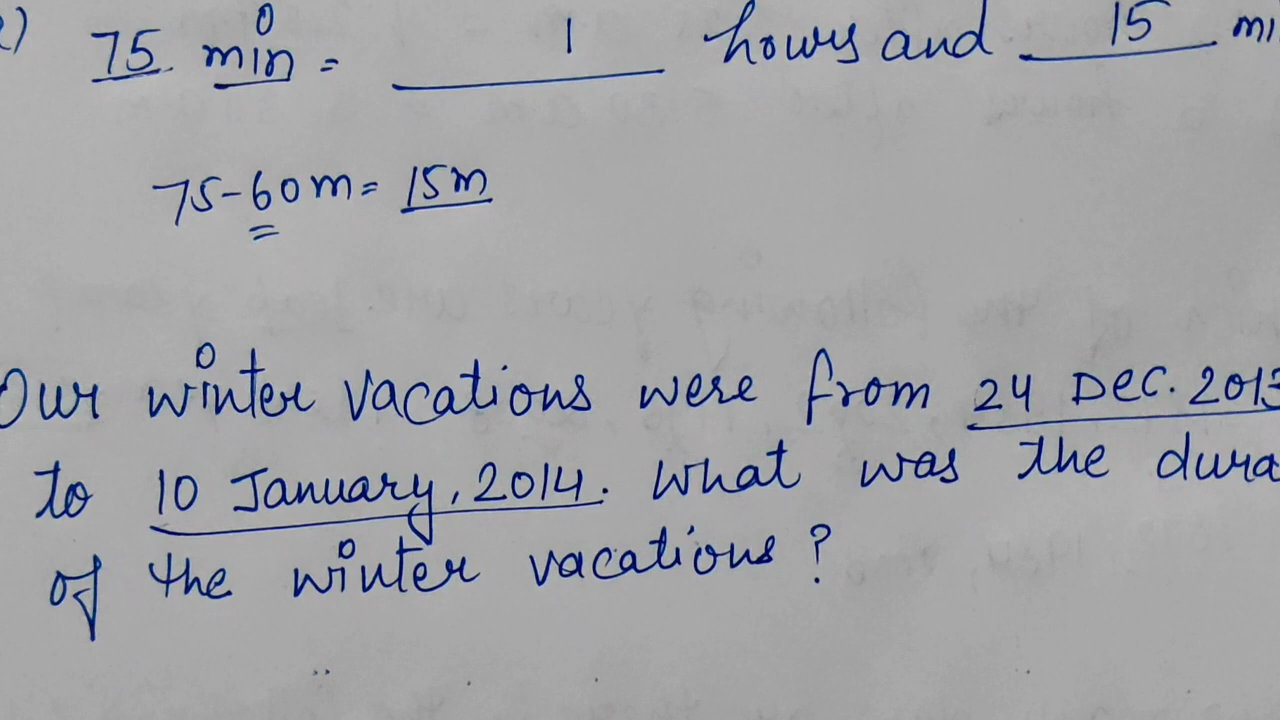 75 min = 1 hours and 15 mi
75-60m= 15m
Our winter vacations were from 24 Dec. 2013
to 10 January, 2014. What was the dura
of the winter vacations?